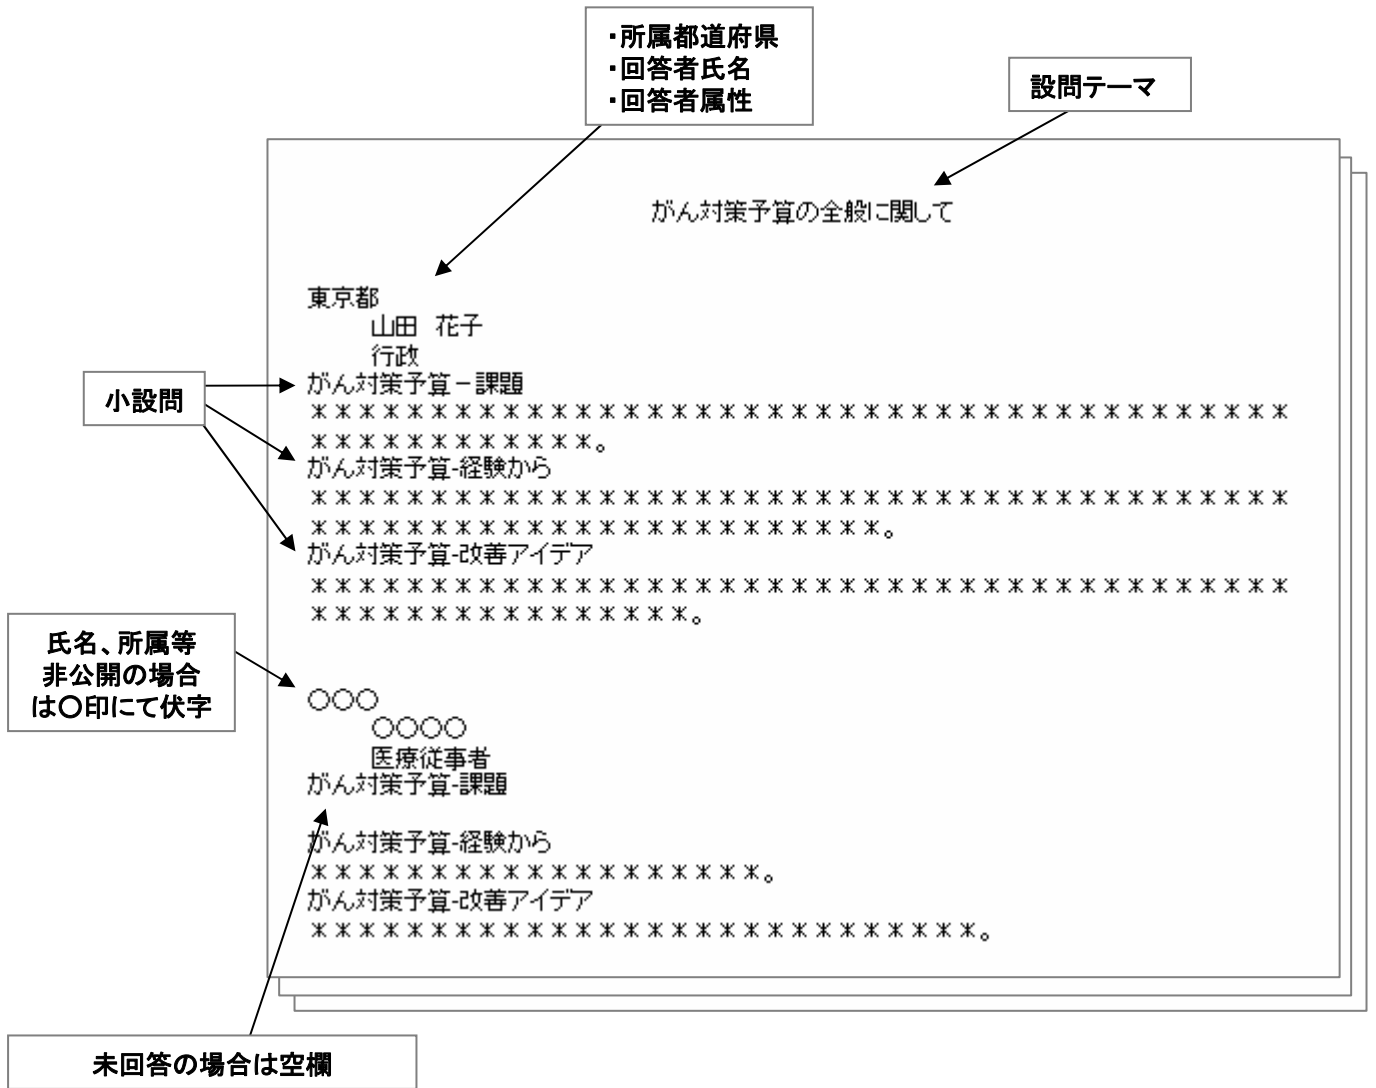 ・所属都道府県
・回答者氏名
・回答者属性
設問テーマ
がん対策予算の全般に関して
東京都
山田　花子
行政
小設問
がん対策予算－課題
＊＊＊＊＊＊＊＊＊＊＊＊＊＊＊＊＊＊＊＊＊＊＊＊＊＊＊＊＊＊＊＊＊＊＊＊＊＊＊＊＊
＊＊＊＊＊＊＊＊＊＊＊＊。
がん対策予算-経験から
＊＊＊＊＊＊＊＊＊＊＊＊＊＊＊＊＊＊＊＊＊＊＊＊＊＊＊＊＊＊＊＊＊＊＊＊＊＊＊＊＊
＊＊＊＊＊＊＊＊＊＊＊＊＊＊＊＊＊＊＊＊＊＊＊＊。
がん対策予算-改善アイデア
＊＊＊＊＊＊＊＊＊＊＊＊＊＊＊＊＊＊＊＊＊＊＊＊＊＊＊＊＊＊＊＊＊＊＊＊＊＊＊＊＊
＊＊＊＊＊＊＊＊＊＊＊＊＊＊＊＊。
氏名、所属等
非公開の場合
は〇印にて伏字
○○○
○○○○
医療従事者
がん対策予算-課題
がん対策予算-経験から
＊＊＊＊＊＊＊＊＊＊＊＊＊＊＊＊＊＊＊。
がん対策予算-改善アイデア
＊＊＊＊＊＊＊＊＊＊＊＊＊＊＊＊＊＊＊＊＊＊＊＊＊＊＊＊。
未回答の場合は空欄